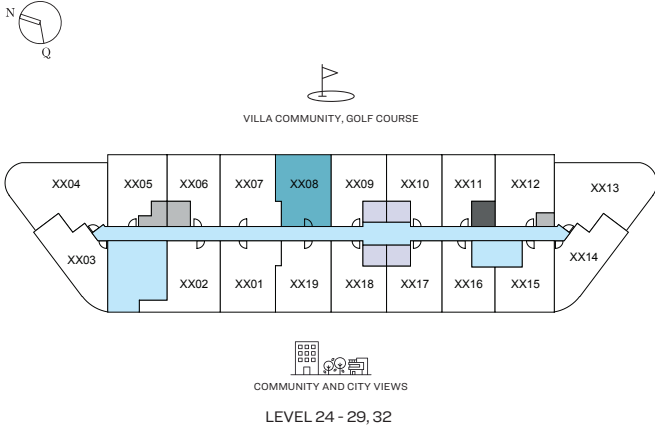 N
Q
VILLA COMMUNITY, GOLF COURSE
XX04 XX05 XX06 XX07 XX08 XX09 XX10 XX11 XX12 XX13
XX03 XX02 XX01 XX19 XX18 XX17 XX16 XX15 XX14
COMMUNITY AND CITY VIEWS
LEVEL 24 - 29, 32